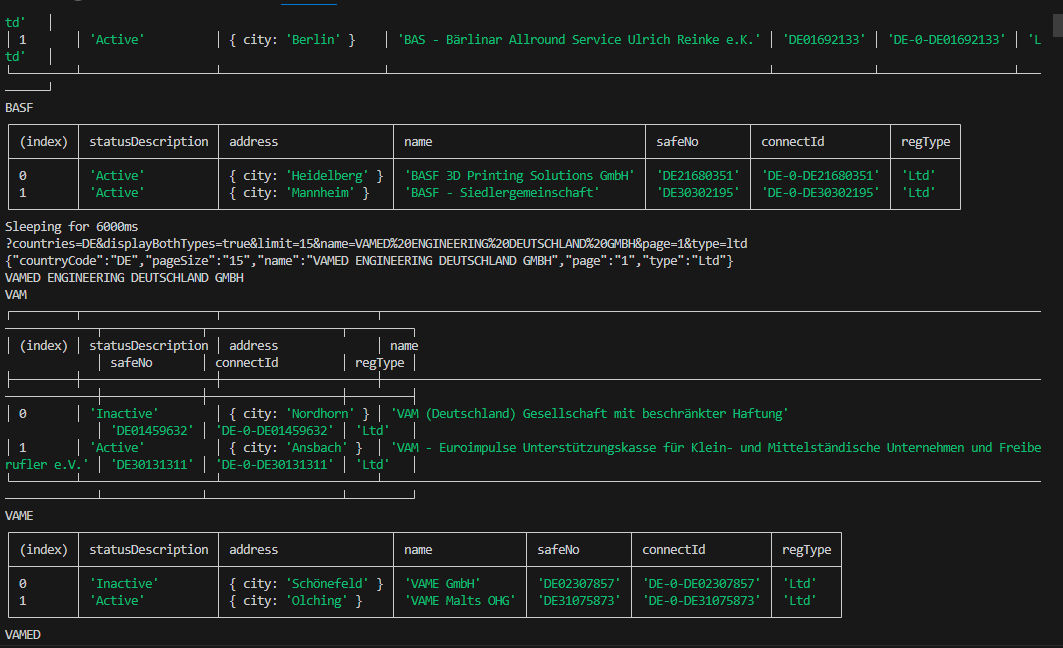 td'
1 'Active' { city: 'Berlin' } 'BAS - Bärlinar Allround Service Ulrich Reinke e.K.' 'DE01692133' 'DE-0-DE01692133' 'L
td'
BASF
(index) statusDescription address name safeNo connectId regType
0 'Active' { city: 'Heidelberg' } 'BASF 3D Printing Solutions GmbH' 'DE21680351' 'DE-0-DE21680351' 'Ltd'
1 'Active' { city: 'Mannheim' } 'BASF - Siedlergemeinschaft' 'DE30302195' 'DE-0-DE30302195' 'Ltd'
Sleeping for 6000ms
?countries=DE&displayBothTypes=true&limit=15&name=VAMED%20ENGINEERING%20DEUTSCHLAND%20GMBH&page=1&type=ltd
{"countryCode":"DE","pageSize":"15","name":"VAMED ENGINEERING DEUTSCHLAND GMBH","page":"1","type":"Ltd"}
VAMED ENGINEERING DEUTSCHLAND GMBH
VAM
(index) statusDescription address name
safeNo connectId regType
0 'Inactive' { city: 'Nordhorn' } 'VAM (Deutschland) Gesellschaft mit beschränkter Haftung'
'DE01459632' 'DE-0-DE01459632' 'Ltd'
1 'Active' { city: 'Ansbach' } 'VAM - Euroimpulse Unterstützungskasse für Klein- und Mittelständische Unternehmen und Freibe
rufler e.V.' 'DE30131311' 'DE-0-DE30131311' 'Ltd'
VAME
(index) statusDescription address name safeNo connectId regType
0 'Inactive' { city: 'Schönefeld' } 'VAME GmbH' 'DE02307857' 'DE-0-DE02307857' 'Ltd'
1 'Active' { city: 'Olching' } 'VAME Malts OHG' 'DE31075873' 'DE-0-DE31075873' 'Ltd'
VAMED